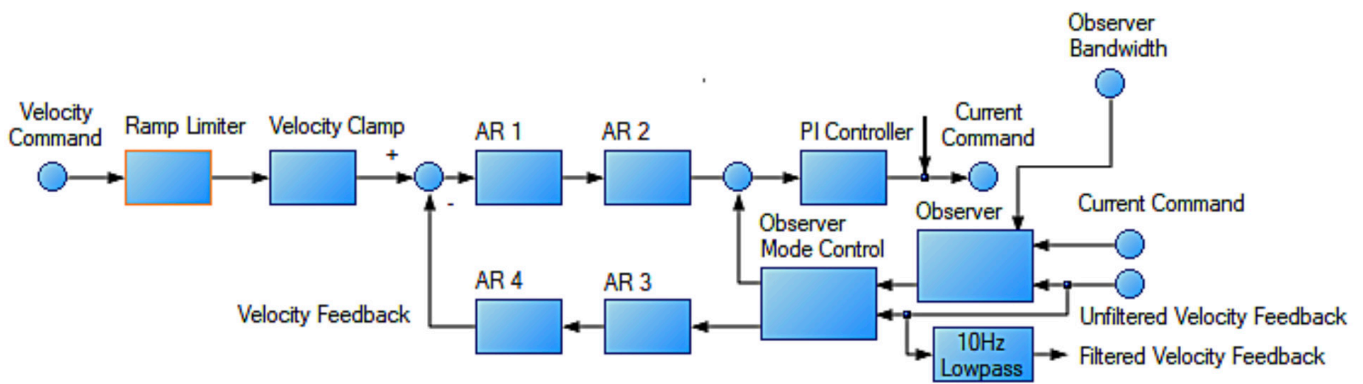 Observer
Bandwidth
Velocity
Command
Ramp Limiter
Velocity Clamp
+
-
AR 1
AR 2
PI Controller
Current
Command
Observer
Mode Control
Observer
Current Command
AR 4
AR 3
Velocity Feedback
Unfiltered Velocity Feedback
10Hz
Lowpass
Filtered Velocity Feedback